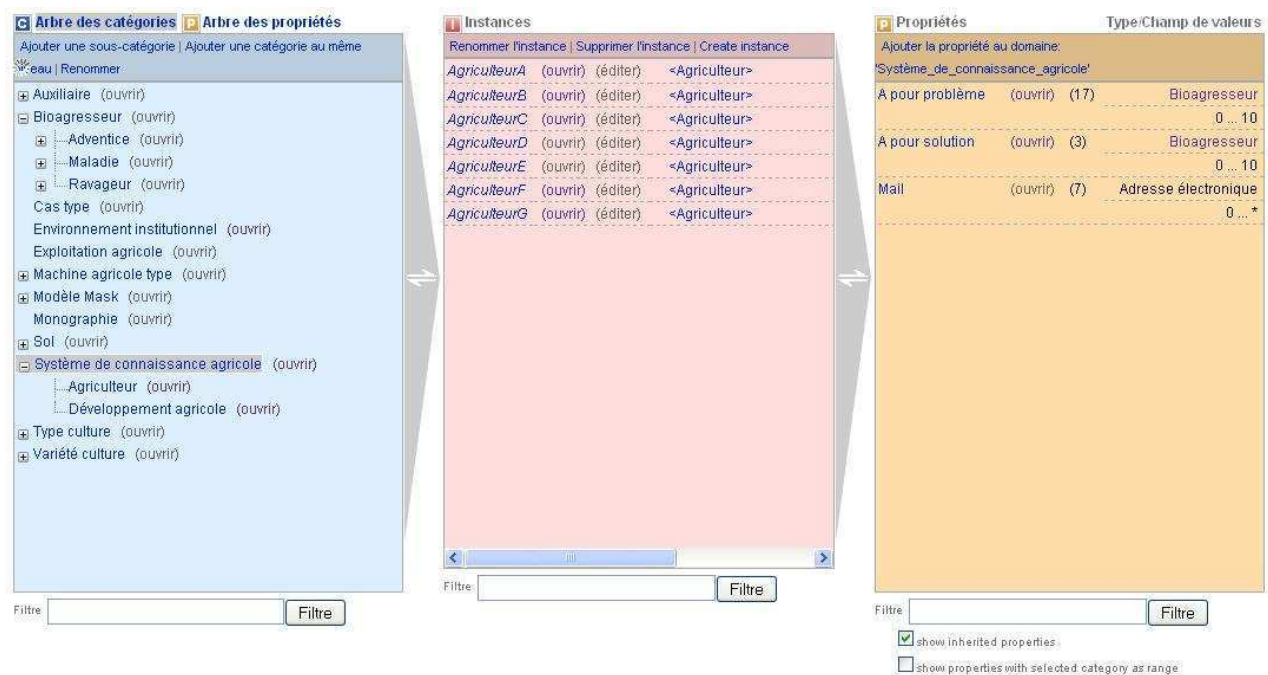 C Arbre des catégories P Arbre des propriétés
Ajouter une sous-catégorie | Ajouter une catégorie au même
eau | Renommer
Auxiliaire (ouvrir)
Bioagresseur (ouvrir)
Adventice (ouvrir)
Maladie (ouvrir)
Ravageur (ouvrir)
Cas type (ouvrir)
Environnement institutionnel (ouvrir)
Exploitation agricole (ouvrir)
Machine agricole type (ouvrir)
Modèle Mask (ouvrir)
Monographie (ouvrir)
Sol (ouvrir)
Système de connaissance agricole (ouvrir)
Agriculteur (ouvrir)
Développement agricole (ouvrir)
Type culture (ouvrir)
Variété culture (ouvrir)
Filtre Filtre
I Instances
Renommer l'instance | Supprimer l'instance | Create instance
AgriculteurA (ouvrir) (éditer) <Agriculteur>
AgriculteurB (ouvrir) (éditer) <Agriculteur>
AgriculteurC (ouvrir) (éditer) <Agriculteur>
AgriculteurD (ouvrir) (éditer) <Agriculteur>
AgriculteurE (ouvrir) (éditer) <Agriculteur>
AgriculteurF (ouvrir) (éditer) <Agriculteur>
AgriculteurG (ouvrir) (éditer) <Agriculteur>
Filtre Filtre
P Propriétés Type/Champ de valeurs
Ajouter la propriété au domaine:
'Système_de_connaissance_agricole'
A pour problème (ouvrir) (17) Bioagresseur
0 ... 10
A pour solution (ouvrir) (3) Bioagresseur
0 ... 10
Mail (ouvrir) (7) Adresse électronique
0 ... *
Filtre Filtre
show inherited properties
show properties with selected category as range